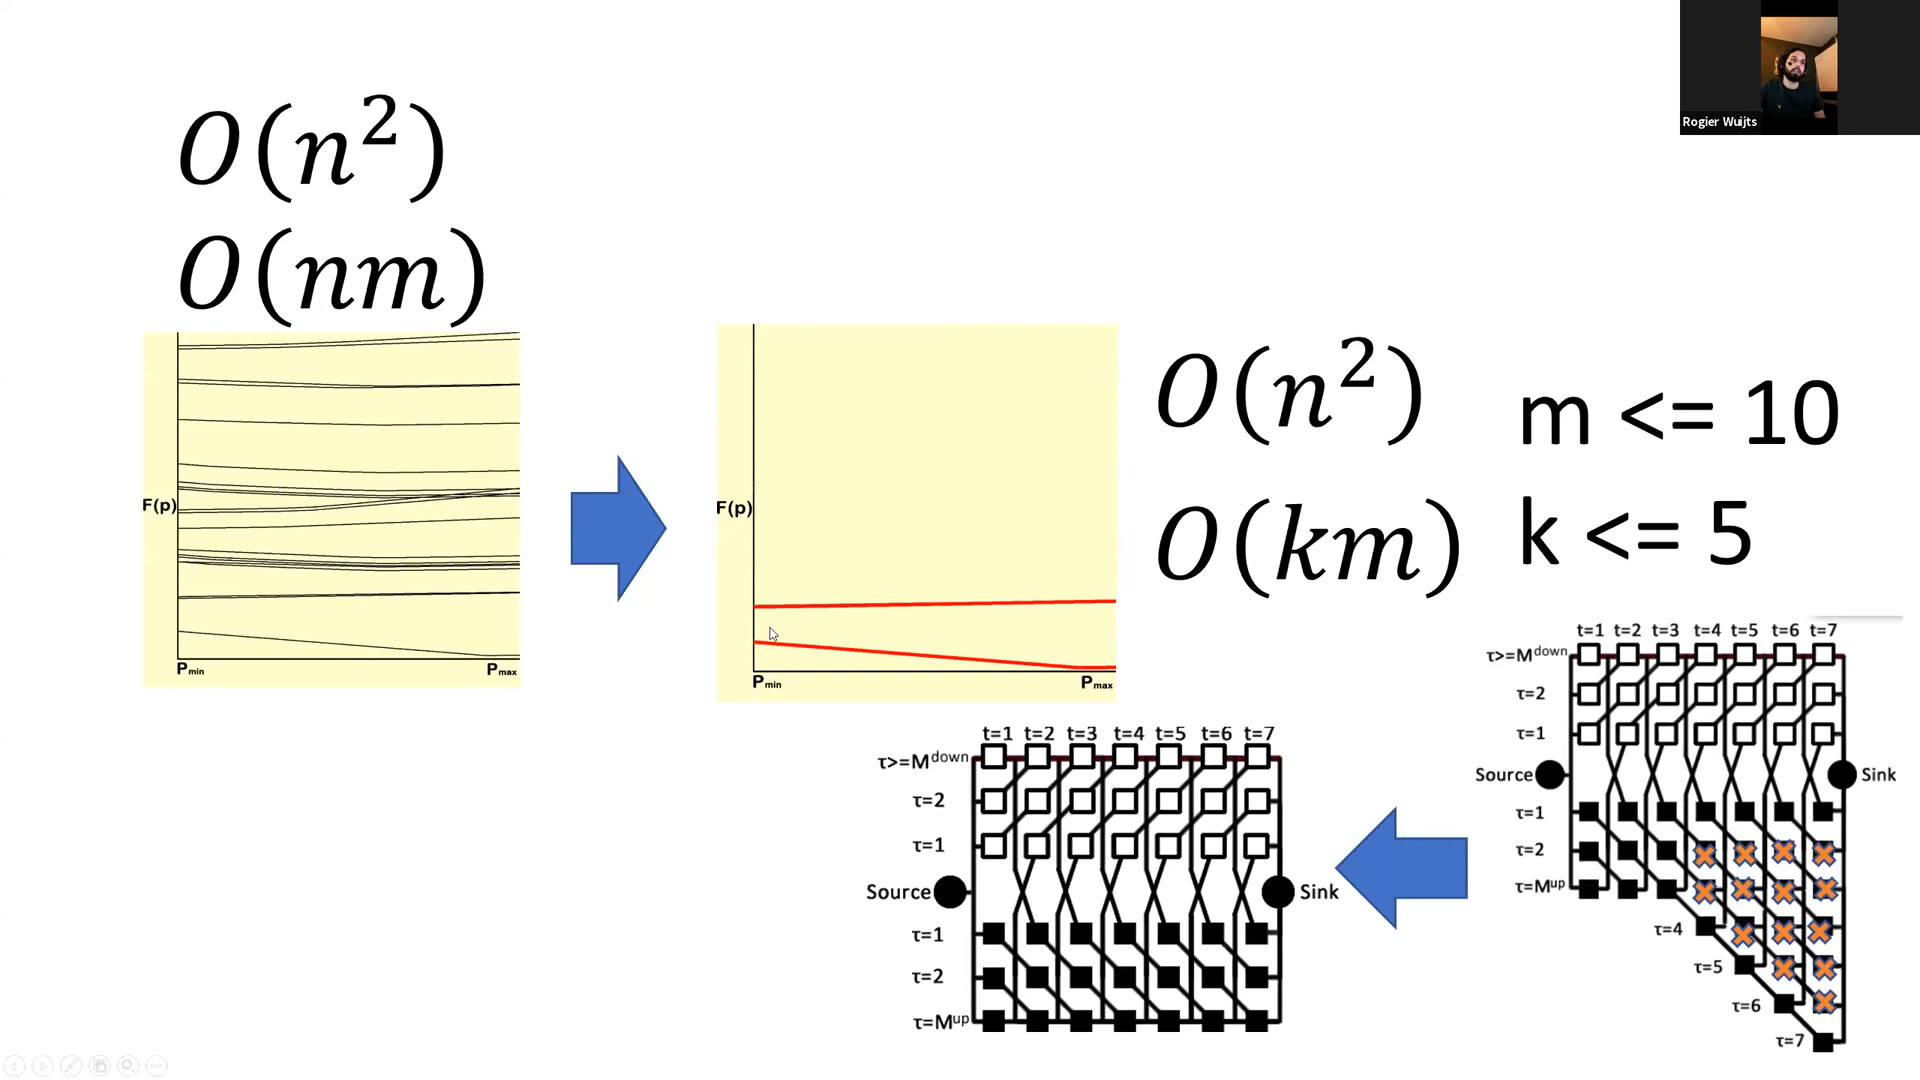 Rogier Wuijts
O(n²)
O(nm)
F(p)
Pmin
Pmax
F(p)
Pmin
Pmax
O(n²)
m <= 10
O(km)
k <= 5
t=1 t=2 t=3 t=4 t=5 t=6 t=7
τ>=Mdown
τ=2
τ=1
Source
Sink
τ=1
τ=2
τ=Mup
t=1 t=2 t=3 t=4 t=5 t=6 t=7
τ>=Mdown
τ=2
τ=1
Source
Sink
τ=1
τ=2
τ=Mup
τ=4
τ=5
τ=6
τ=7